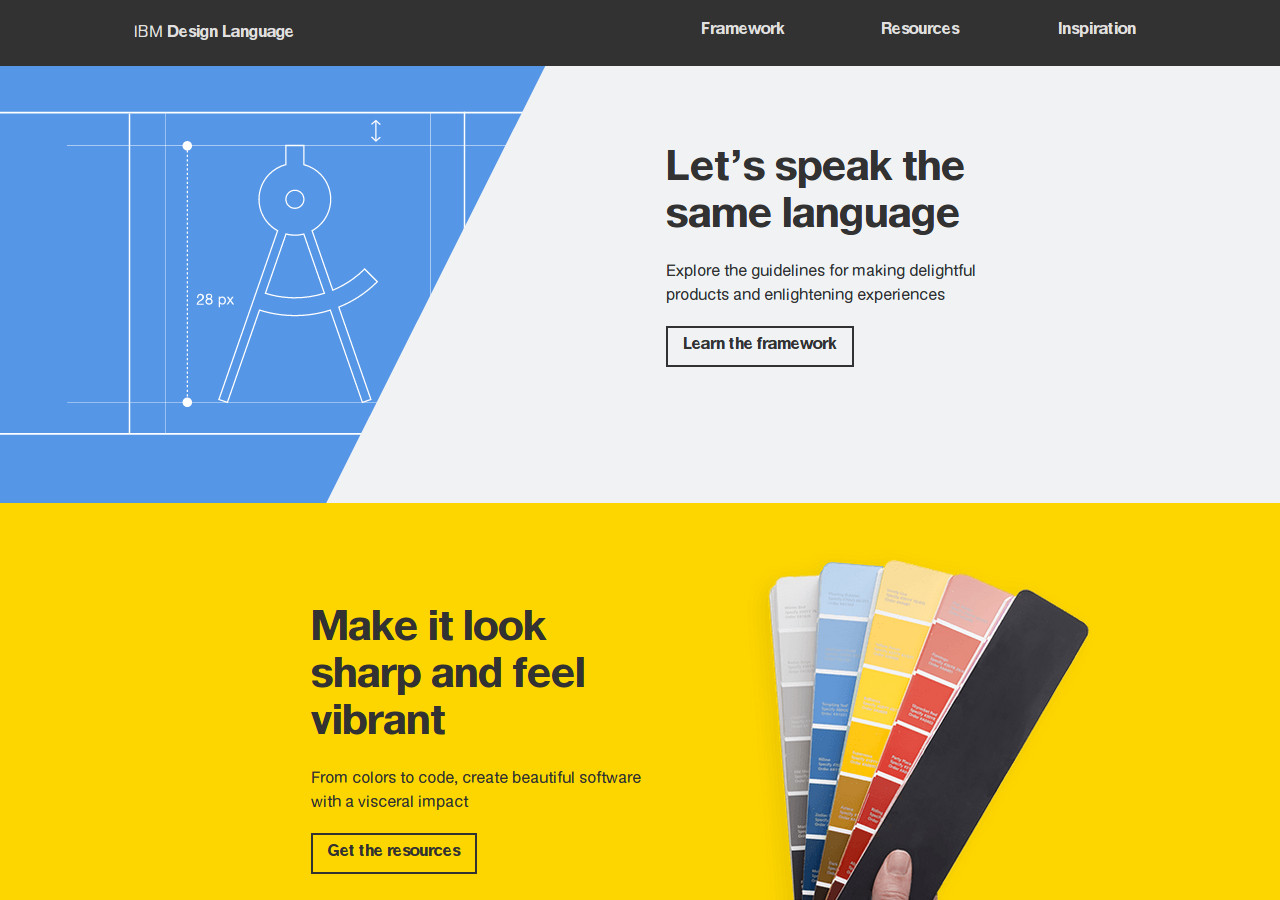 IBM Design Language
Framework
Resources
Inspiration
28 px
Let’s speak the
same language
Explore the guidelines for making delightful
products and enlightening experiences
Learn the framework
Make it look
sharp and feel
vibrant
From colors to code, create beautiful software
with a visceral impact
Get the resources